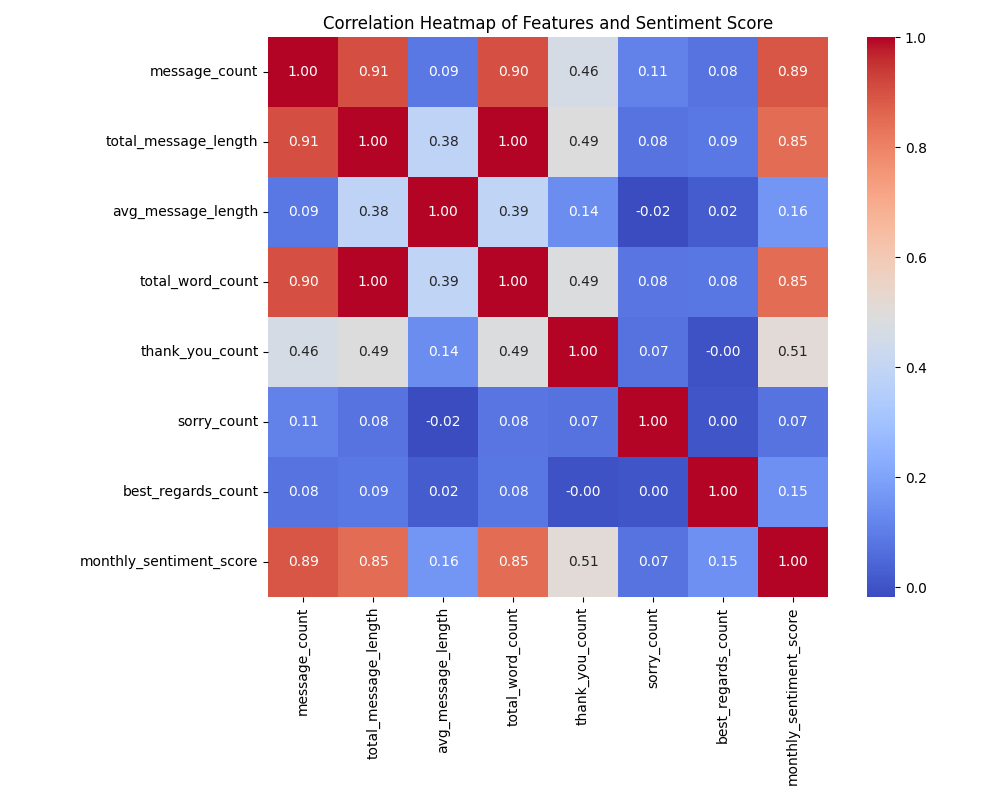 Correlation Heatmap of Features and Sentiment Score
message_count 1.00 0.91 0.09 0.90 0.46 0.11 0.08 0.89
total_message_length 0.91 1.00 0.38 1.00 0.49 0.08 0.09 0.85
avg_message_length 0.09 0.38 1.00 0.39 0.14 -0.02 0.02 0.16
total_word_count 0.90 1.00 0.39 1.00 0.49 0.08 0.08 0.85
thank_you_count 0.46 0.49 0.14 0.49 1.00 0.07 -0.00 0.51
sorry_count 0.11 0.08 -0.02 0.08 0.07 1.00 0.00 0.07
best_regards_count 0.08 0.09 0.02 0.08 -0.00 0.00 1.00 0.15
monthly_sentiment_score 0.89 0.85 0.16 0.85 0.51 0.07 0.15 1.00
message_count
total_message_length
avg_message_length
total_word_count
thank_you_count
sorry_count
best_regards_count
monthly_sentiment_score
1.0
0.8
0.6
0.4
0.2
0.0